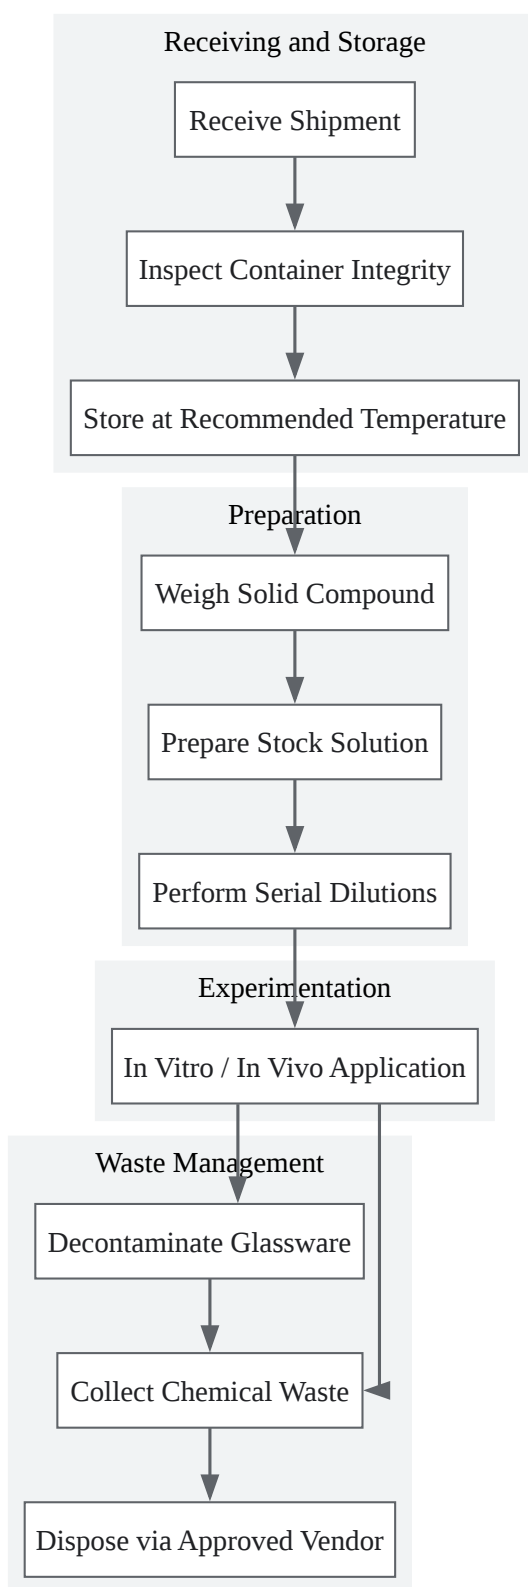 Receiving and Storage
Receive Shipment
Inspect Container Integrity
Store at Recommended Temperature
Preparation
Weigh Solid Compound
Prepare Stock Solution
Perform Serial Dilutions
Experimentation
In Vitro / In Vivo Application
Waste Management
Decontaminate Glassware
Collect Chemical Waste
Dispose via Approved Vendor